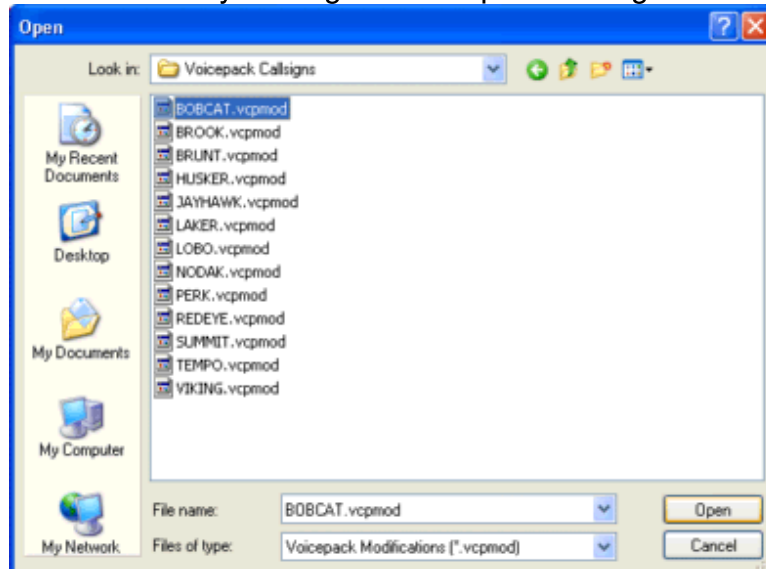 Open
Look in:
Voicepack Callsigns
My Recent
Documents
Desktop
My Documents
My Computer
My Network
BOBCAT.vcpmod
BROOK.vcpmod
BRUNT.vcpmod
HUSKER.vcpmod
JAYHAWK.vcpmod
LAKER.vcpmod
LOBO.vcpmod
NODAK.vcpmod
PERK.vcpmod
REDEYE.vcpmod
SUMMIT.vcpmod
TEMPO.vcpmod
VIKING.vcpmod
File name:
BOBCAT.vcpmod
Open
Files of type:
Voicepack Modifications (*.vcpmod)
Cancel